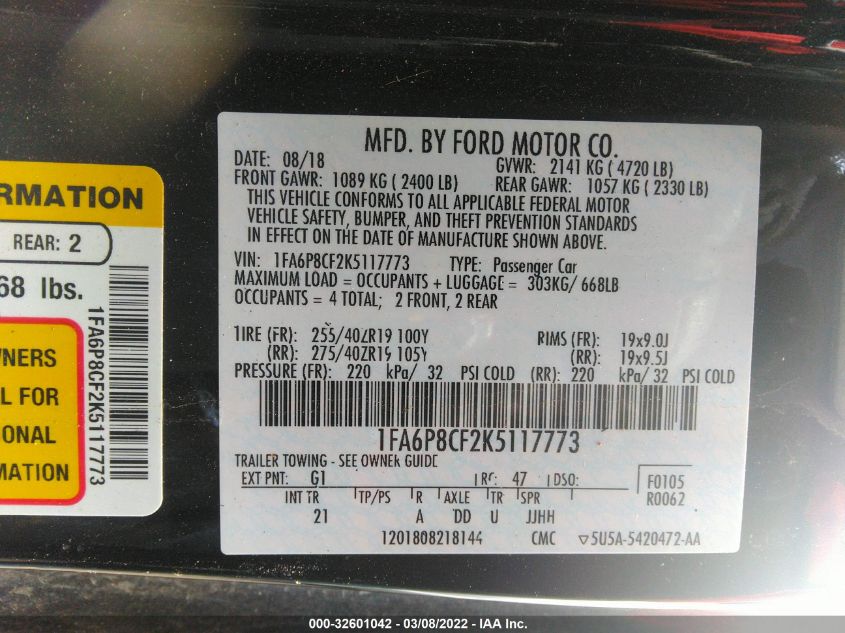 RMATION
REAR: 2
68 lbs.
WNERS
L FOR
IONAL
MATION
1FA6P8CF2K5117773
MFD. BY FORD MOTOR CO.
DATE: 08/18 GVWR: 2141 KG ( 4720 LB)
FRONT GAWR: 1089 KG ( 2400 LB) REAR GAWR: 1057 KG ( 2330 LB)
THIS VEHICLE CONFORMS TO ALL APPLICABLE FEDERAL MOTOR
VEHICLE SAFETY, BUMPER, AND THEFT PREVENTION STANDARDS
IN EFFECT ON THE DATE OF MANUFACTURE SHOWN ABOVE.
VIN: 1FA6P8CF2K5117773 TYPE: Passenger Car
MAXIMUM LOAD = OCCUPANTS + LUGGAGE = 303KG/ 668LB
OCCUPANTS = 4 TOTAL; 2 FRONT, 2 REAR
TIRE (FR): 255/40ZR19 100Y RIMS (FR): 19x9.0J
(RR): 275/40ZR19 105Y (RR): 19x9.5J
PRESSURE (FR): 220 kPa/ 32 PSI COLD (RR): 220 kPa/ 32 PSI COLD
1FA6P8CF2K5117773
TRAILER TOWING - SEE OWNER GUIDE
EXT PNT: G1 RC: 47 DSO: F0105
INT TR TP/PS R AXLE TR SPR R0062
21 A DD U JJHH
1201808218144 CMC ▽5U5A-5420472-AA
000-32601042 - 03/08/2022 - IAA Inc.